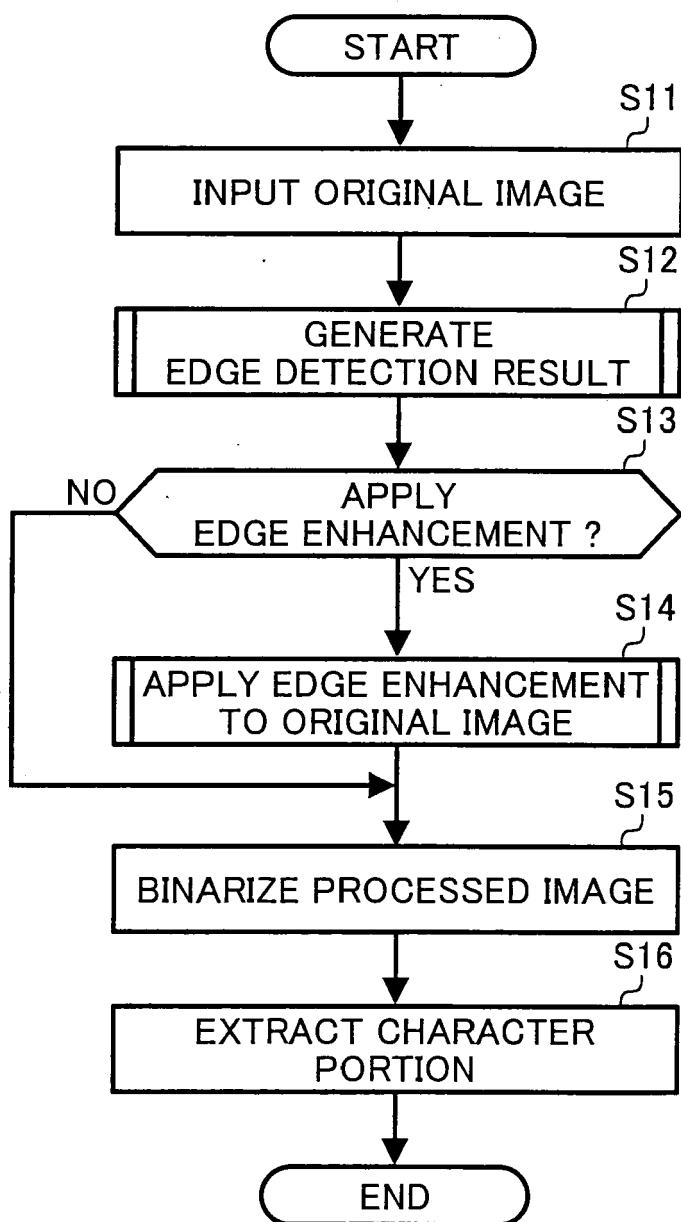 START
S11
INPUT ORIGINAL IMAGE
S12
GENERATE
EDGE DETECTION RESULT
S13
NO
APPLY
EDGE ENHANCEMENT ?
YES
S14
APPLY EDGE ENHANCEMENT
TO ORIGINAL IMAGE
S15
BINARIZE PROCESSED IMAGE
S16
EXTRACT CHARACTER
PORTION
END